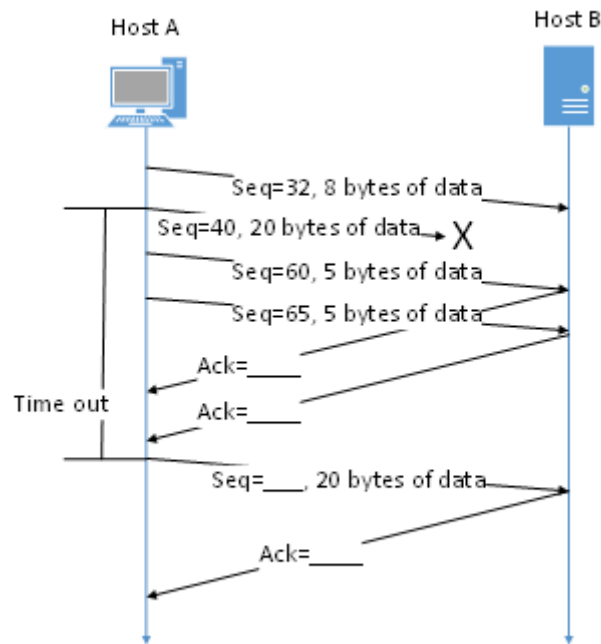 Host A
Host B
Seq=32, 8 bytes of data
Seq=40, 20 bytes of data
X
Seq=60, 5 bytes of data
Seq=65, 5 bytes of data
Ack=____
Time out
Ack=____
Seq=___, 20 bytes of data
Ack=____